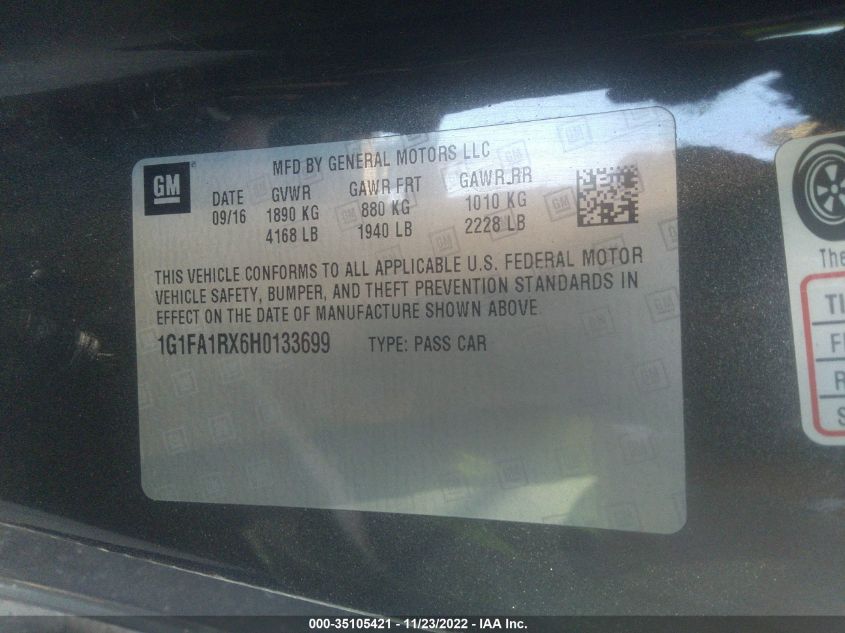 GM
MFD BY GENERAL MOTORS LLC
DATE GVWR GAWR FRT GAWR RR
09/16 1890 KG 880 KG 1010 KG
4168 LB 1940 LB 2228 LB
THIS VEHICLE CONFORMS TO ALL APPLICABLE U.S. FEDERAL MOTOR
VEHICLE SAFETY, BUMPER, AND THEFT PREVENTION STANDARDS IN
EFFECT ON THE DATE OF MANUFACTURE SHOWN ABOVE.
1G1FA1RX6H0133699 TYPE: PASS CAR
The
TI
F
R
S
000-35105421 - 11/23/2022 - IAA Inc.